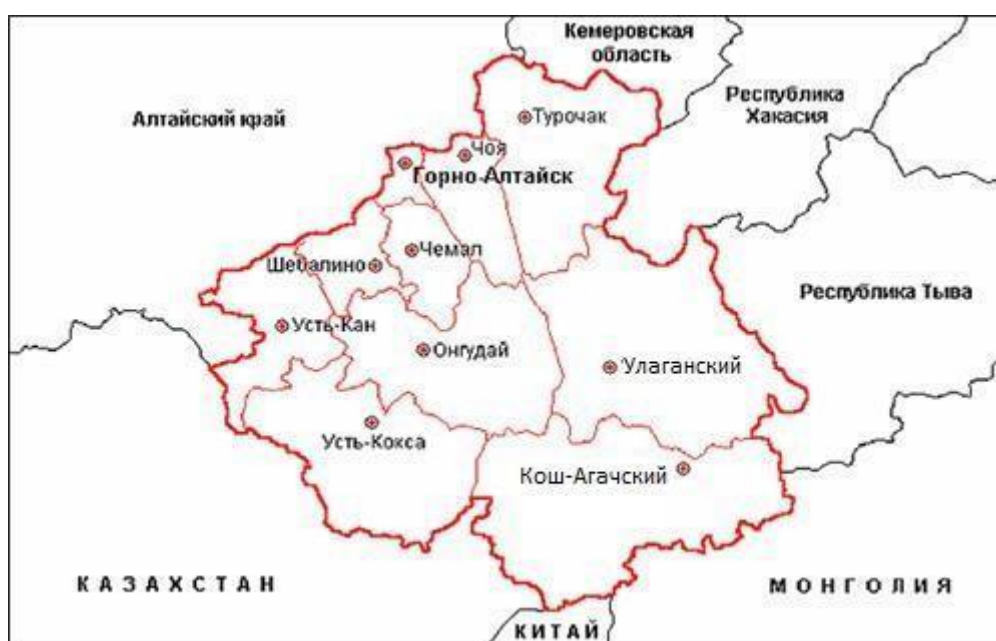 Кемеровская
область
Республика
Хакасия
Алтайский край
Турочак
Чоя
Горно-Алтайск
Чемал
Шебалино
Республика Тыва
Усть-Кан
Онгудай
Улаганский
Усть-Кокса
Кош-Агачский
КАЗАХСТАН
МОНГОЛИЯ
КИТАЙ